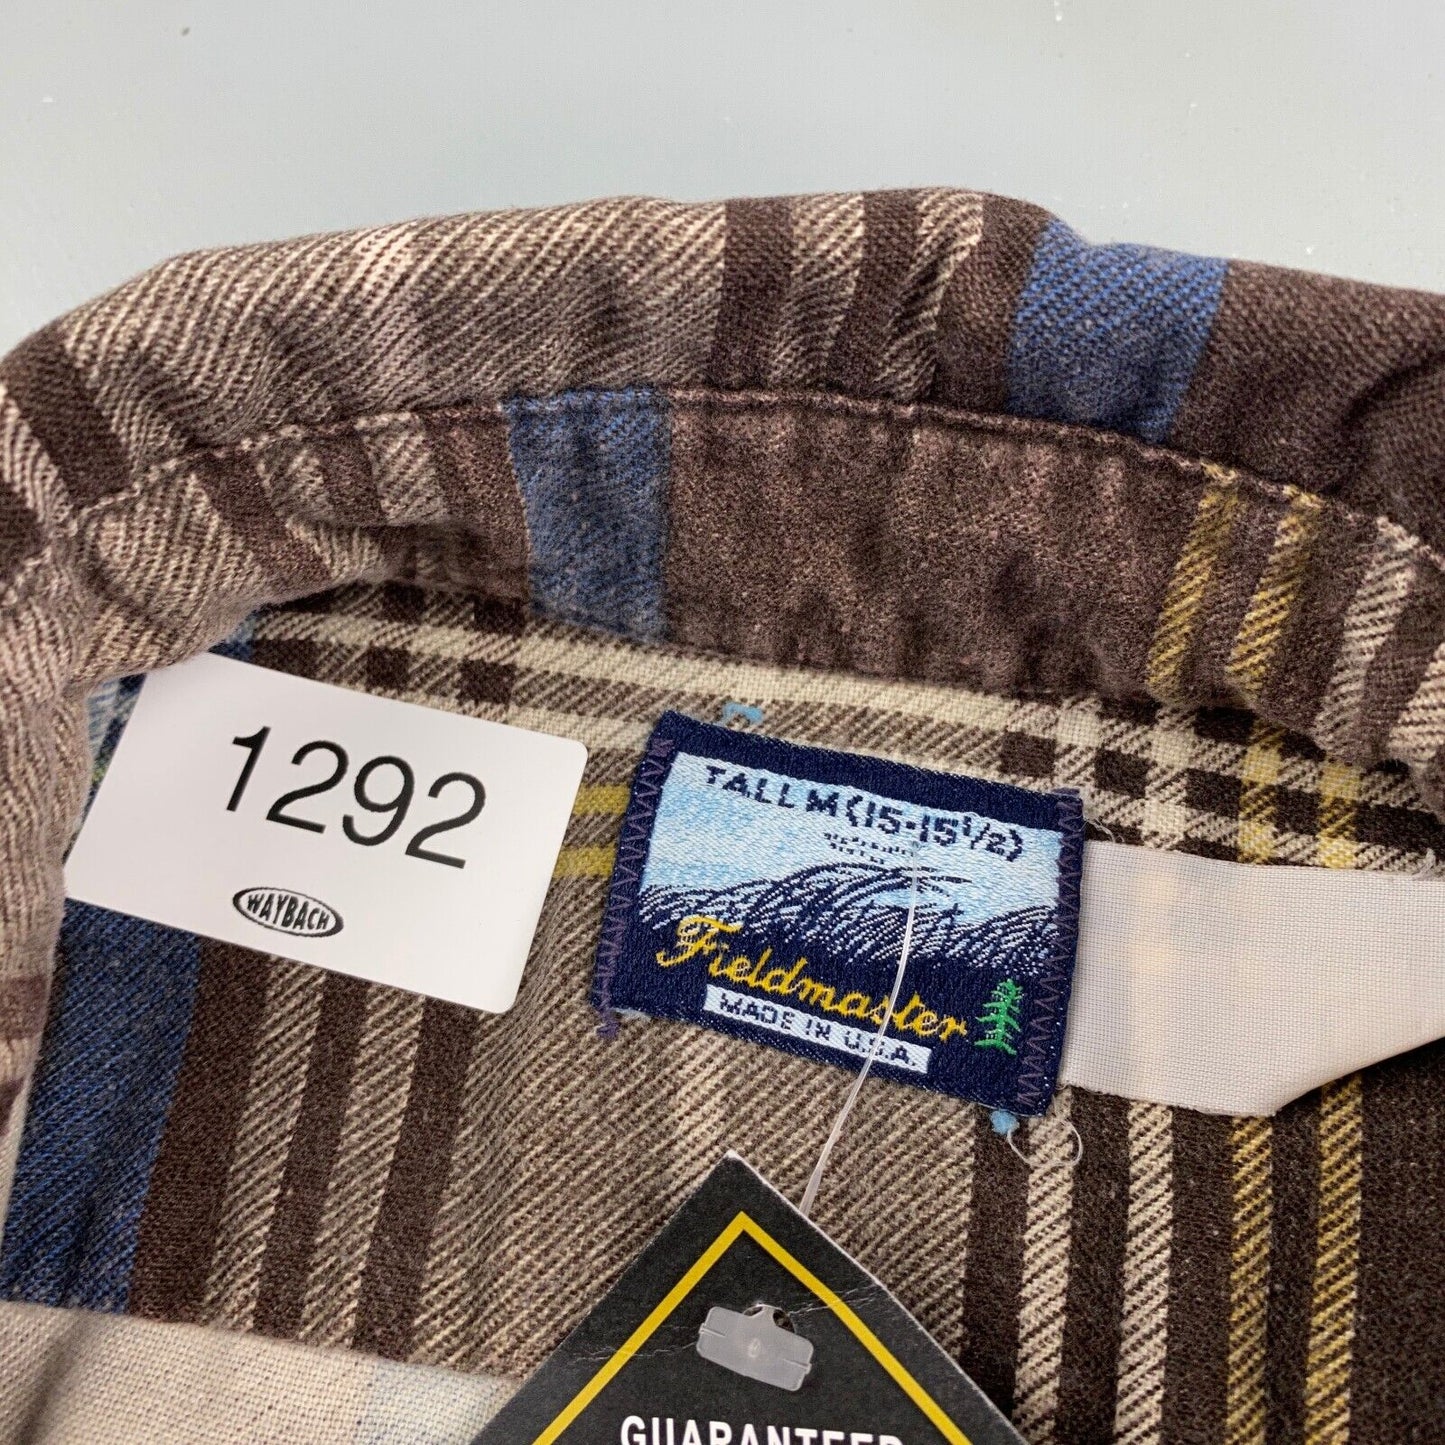 1292
WAYBACH
TALL M (15-15½)
Fieldmaster
MADE IN U.S.A.
GUARANTEED